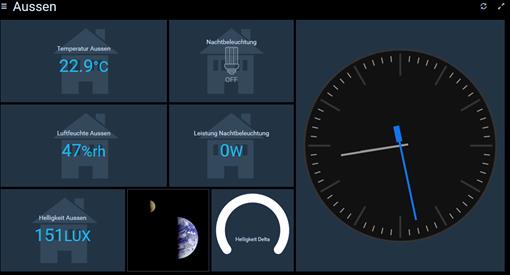 Aussen
Temperatur Aussen
22.9°C
Nachtbeleuchtung
OFF
Luftfeuchte Aussen
47%rh
Leistung Nachtbeleuchtung
0W
Helligkeit Aussen
151LUX
Helligkeit Delta